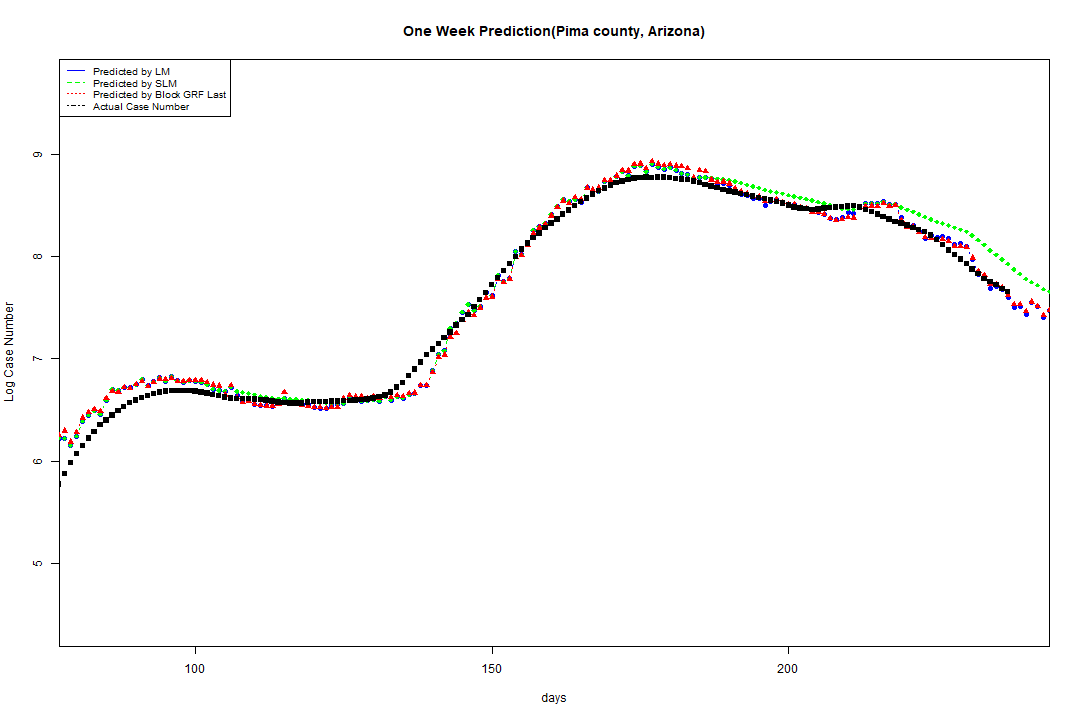 One Week Prediction(Pima county, Arizona)
Predicted by LM
Predicted by SLM
Predicted by Block GRF Last
Actual Case Number
9
8
7
6
5
Log Case Number
100 150 200
days